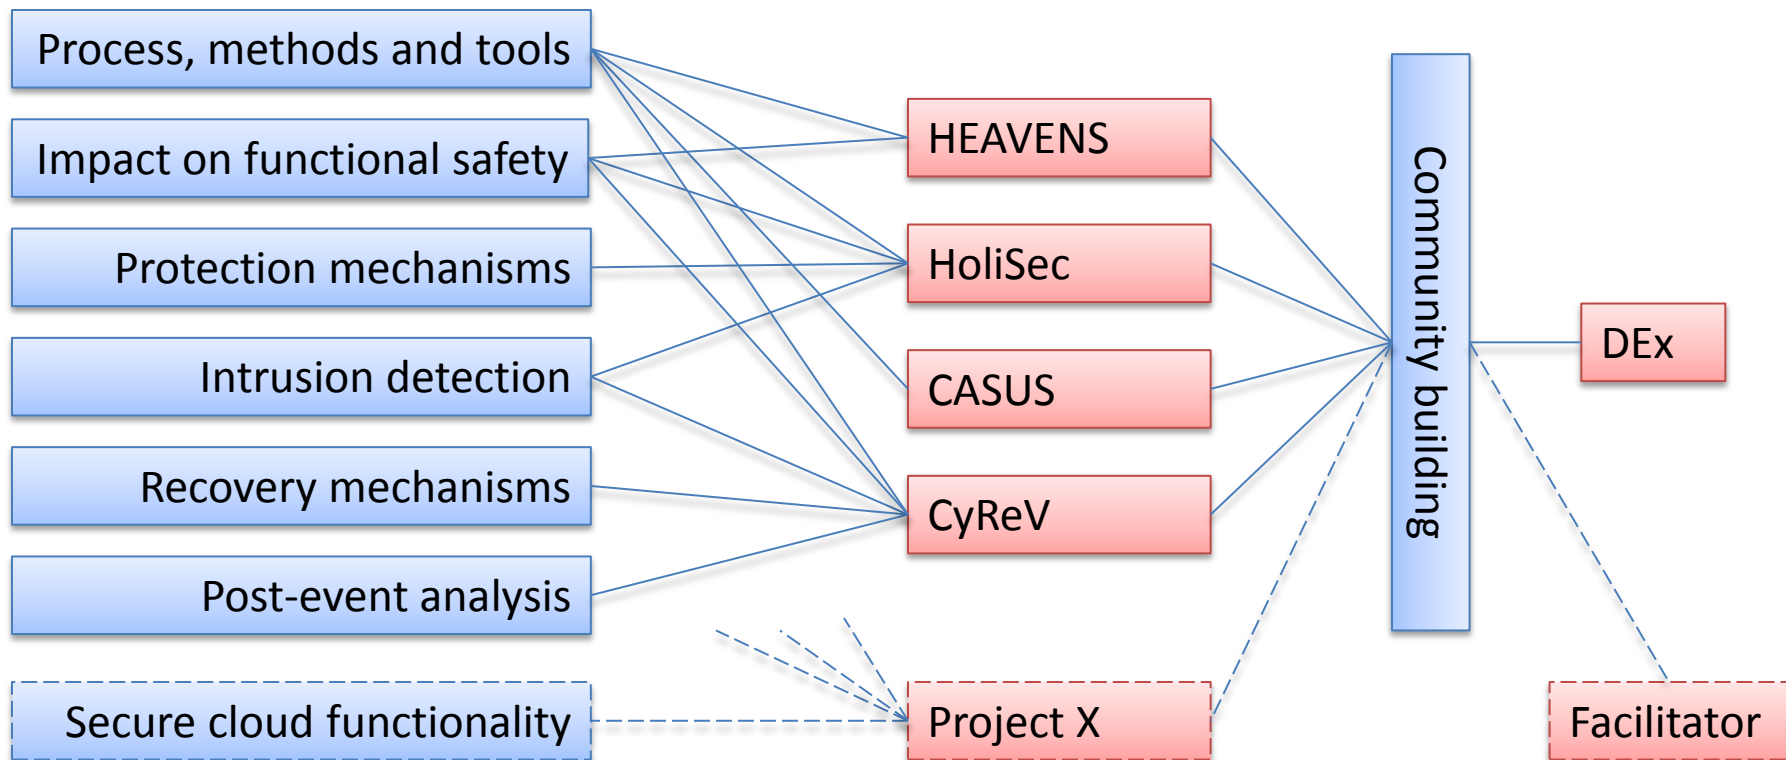 Process, methods and tools
Impact on functional safety
Protection mechanisms
Intrusion detection
Recovery mechanisms
Post-event analysis
Secure cloud functionality
HEAVENS
HoliSec
CASUS
CyReV
Project X
Community building
DEx
Facilitator